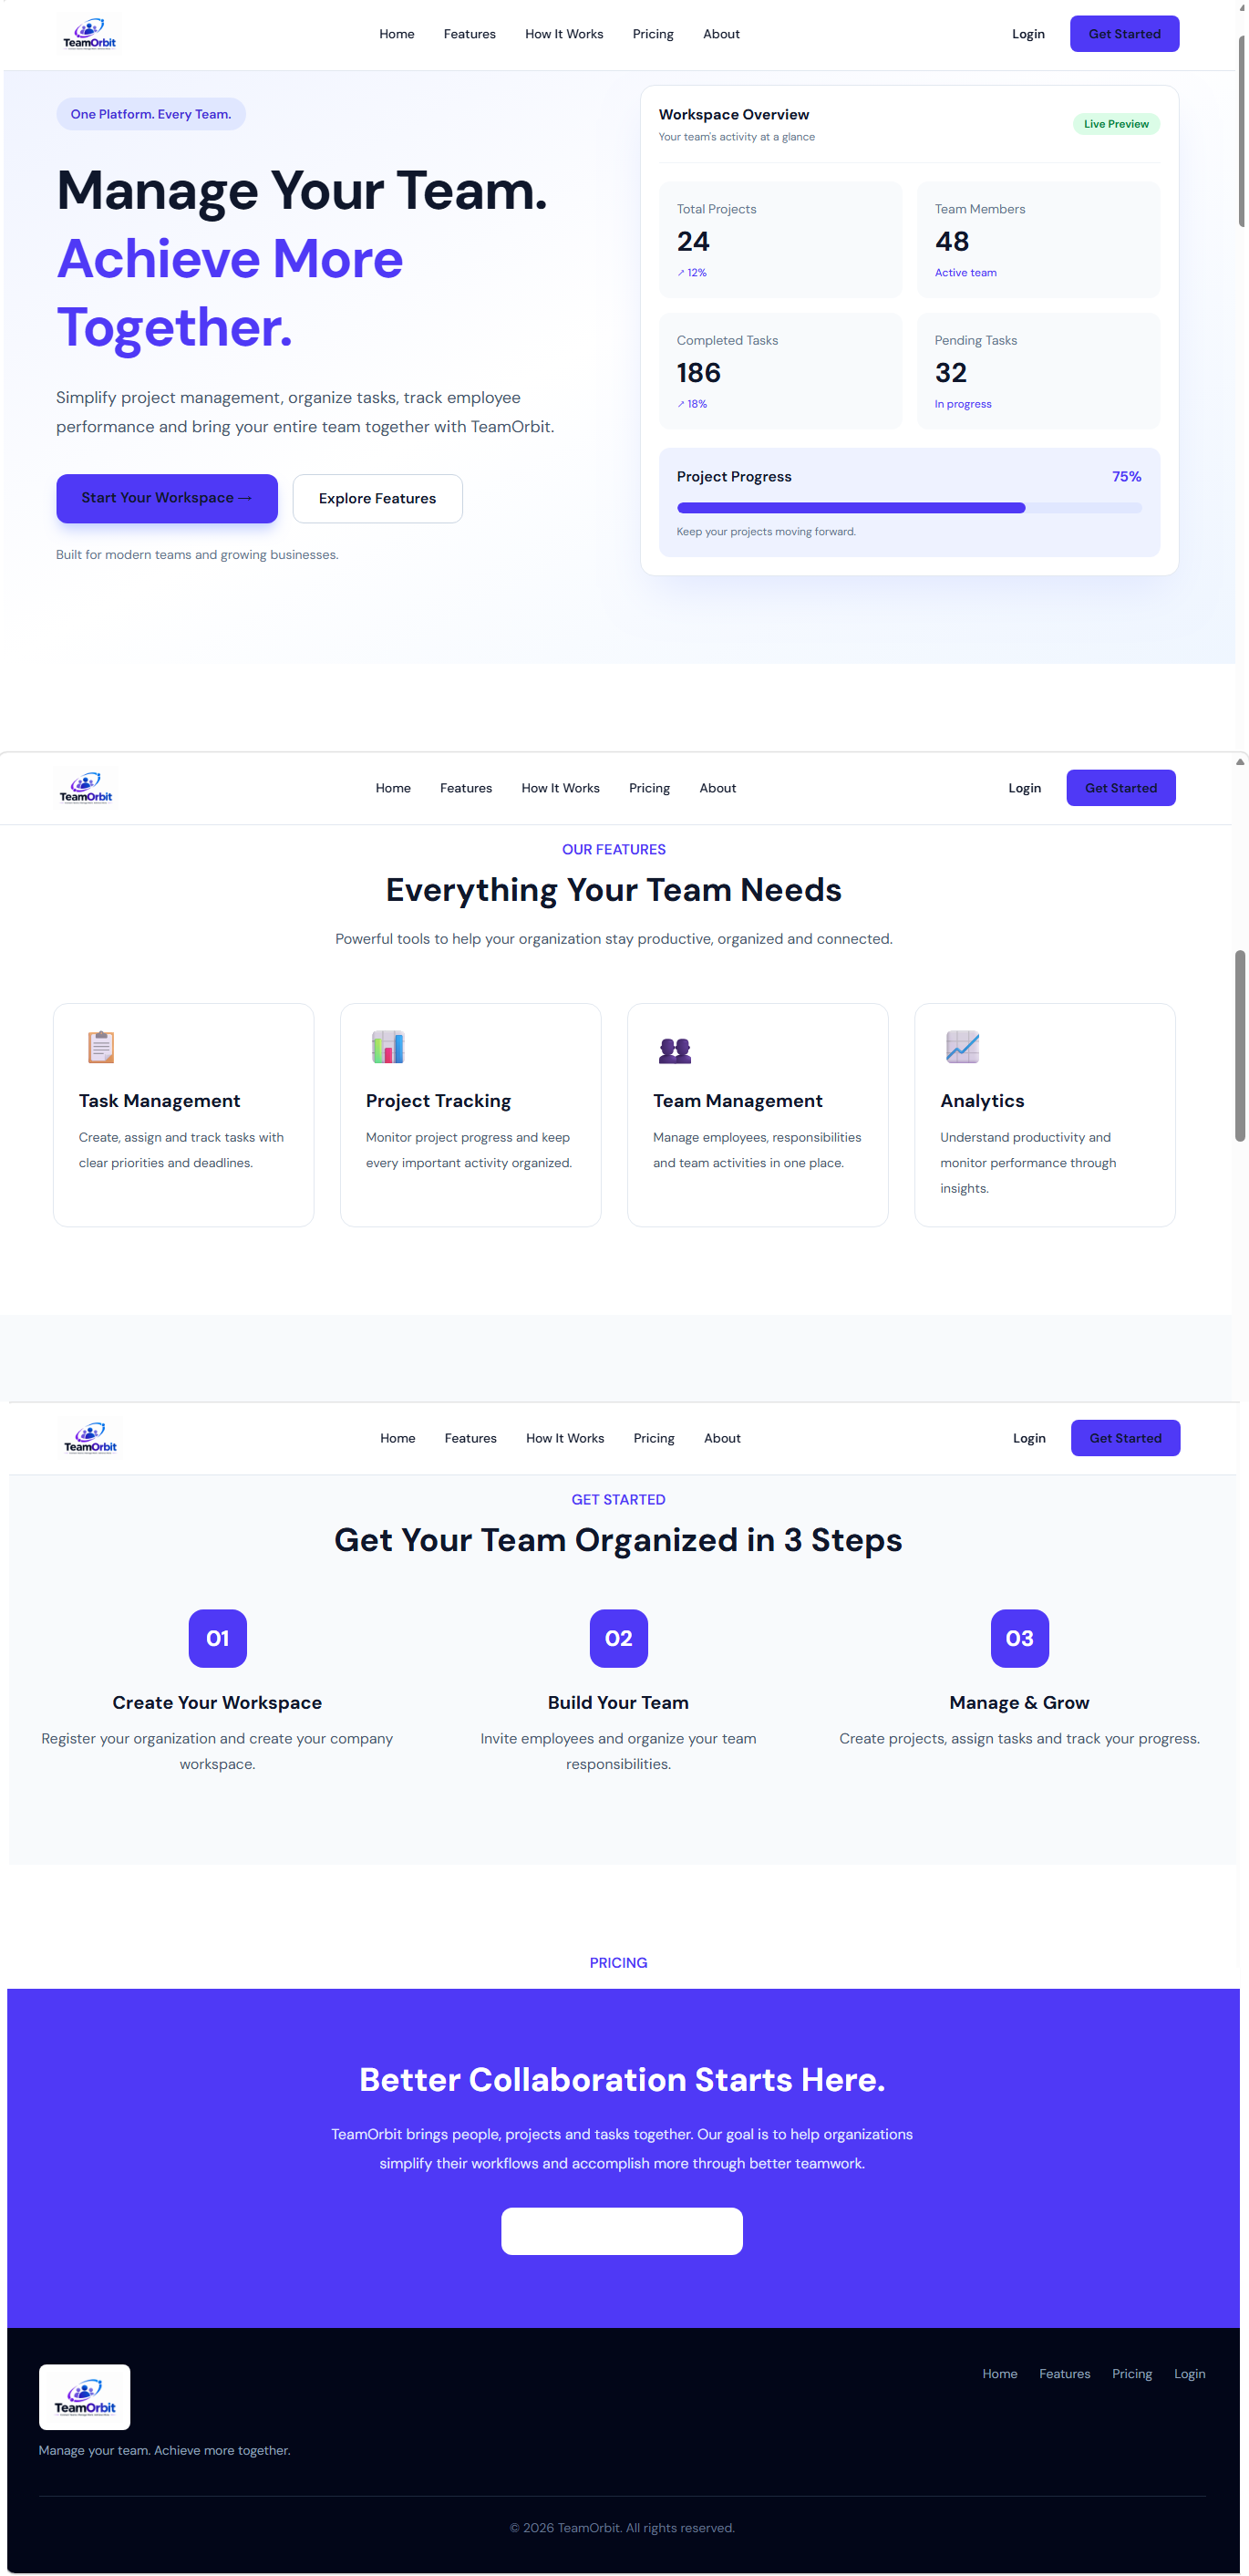 TeamOrbit
Home Features How It Works Pricing About
Login Get Started
One Platform. Every Team.
Manage Your Team.
Achieve More
Together.
Simplify project management, organize tasks, track employee
performance and bring your entire team together with TeamOrbit.
Start Your Workspace → Explore Features
Built for modern teams and growing businesses.
Workspace Overview
Your team's activity at a glance
Live Preview
Total Projects
24
↗ 12%
Team Members
48
Active team
Completed Tasks
186
↗ 18%
Pending Tasks
32
In progress
Project Progress 75%
Keep your projects moving forward.
TeamOrbit
Home Features How It Works Pricing About
Login Get Started
OUR FEATURES
Everything Your Team Needs
Powerful tools to help your organization stay productive, organized and connected.
Task Management
Create, assign and track tasks with
clear priorities and deadlines.
Project Tracking
Monitor project progress and keep
every important activity organized.
Team Management
Manage employees, responsibilities
and team activities in one place.
Analytics
Understand productivity and
monitor performance through
insights.
TeamOrbit
Home Features How It Works Pricing About
Login Get Started
GET STARTED
Get Your Team Organized in 3 Steps
01
Create Your Workspace
Register your organization and create your company
workspace.
02
Build Your Team
Invite employees and organize your team
responsibilities.
03
Manage & Grow
Create projects, assign tasks and track your progress.
PRICING
Better Collaboration Starts Here.
TeamOrbit brings people, projects and tasks together. Our goal is to help organizations
simplify their workflows and accomplish more through better teamwork.
TeamOrbit
Manage your team. Achieve more together.
Home Features Pricing Login
© 2026 TeamOrbit. All rights reserved.